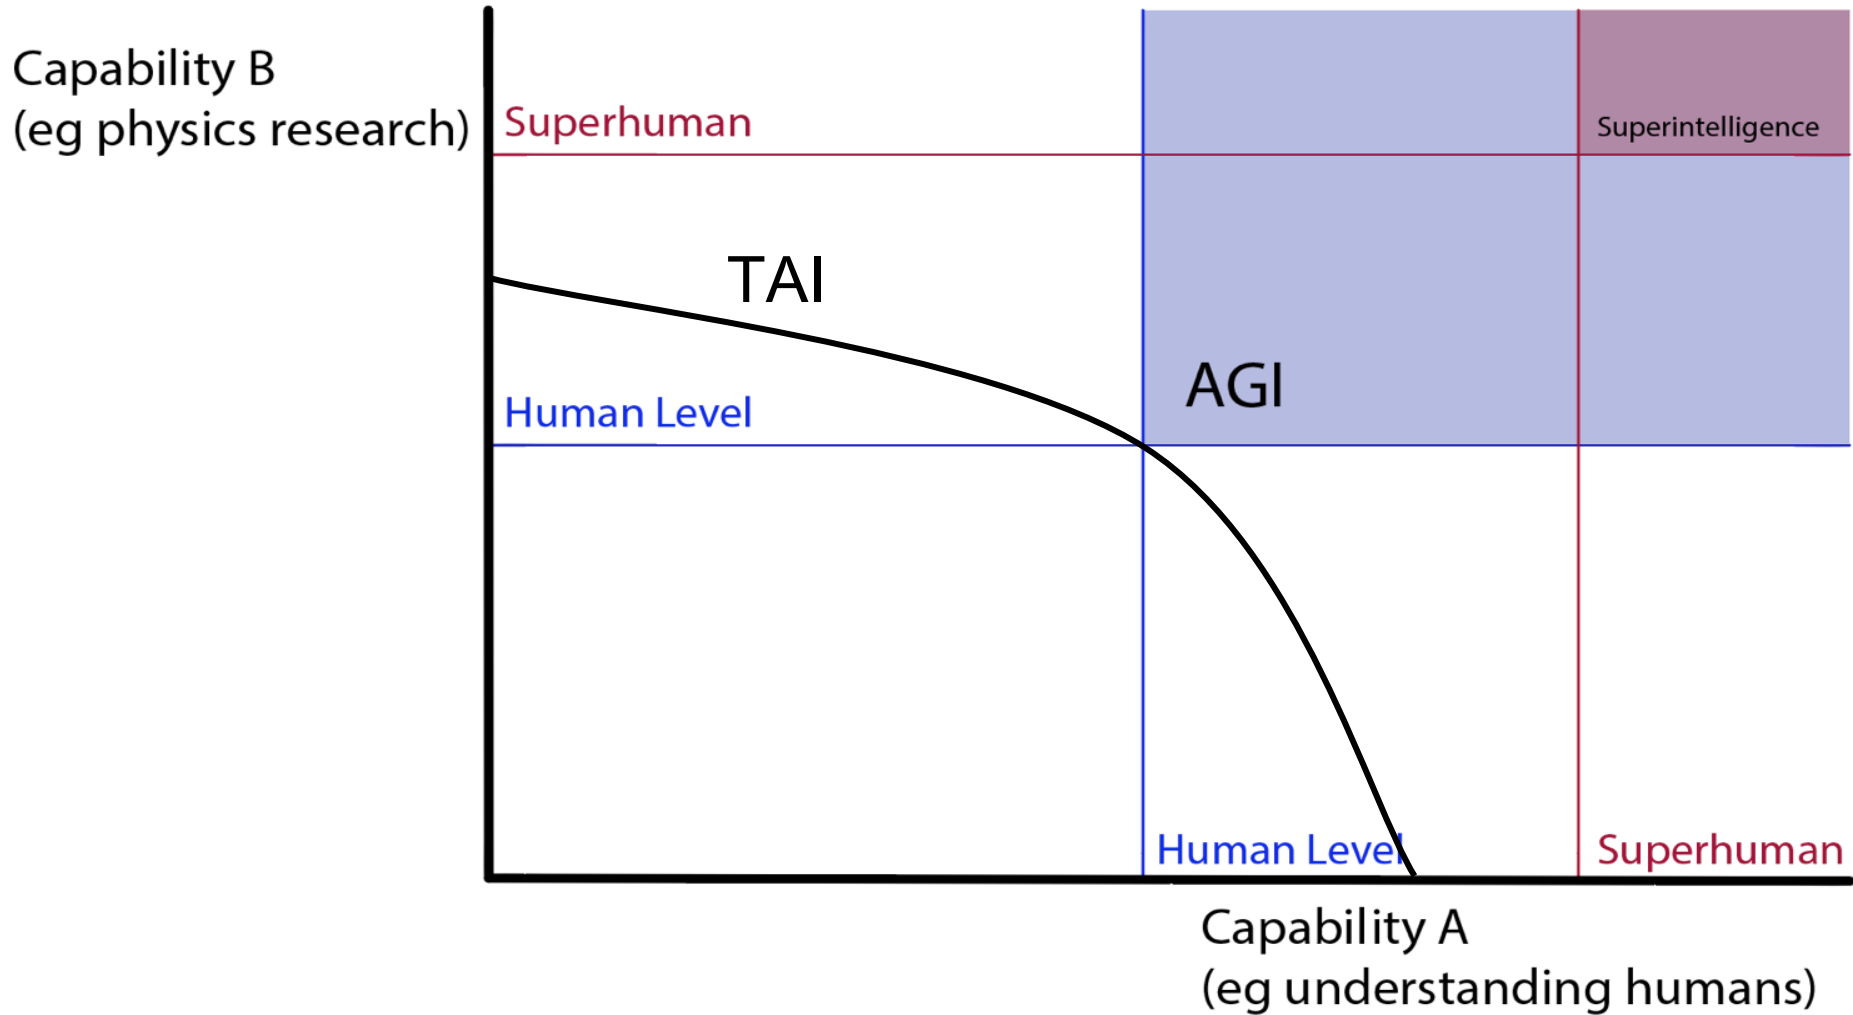 Capability B
(eg physics research)
Superhuman
Superintelligence
TAI
AGI
Human Level
Human Level
Superhuman
Capability A
(eg understanding humans)